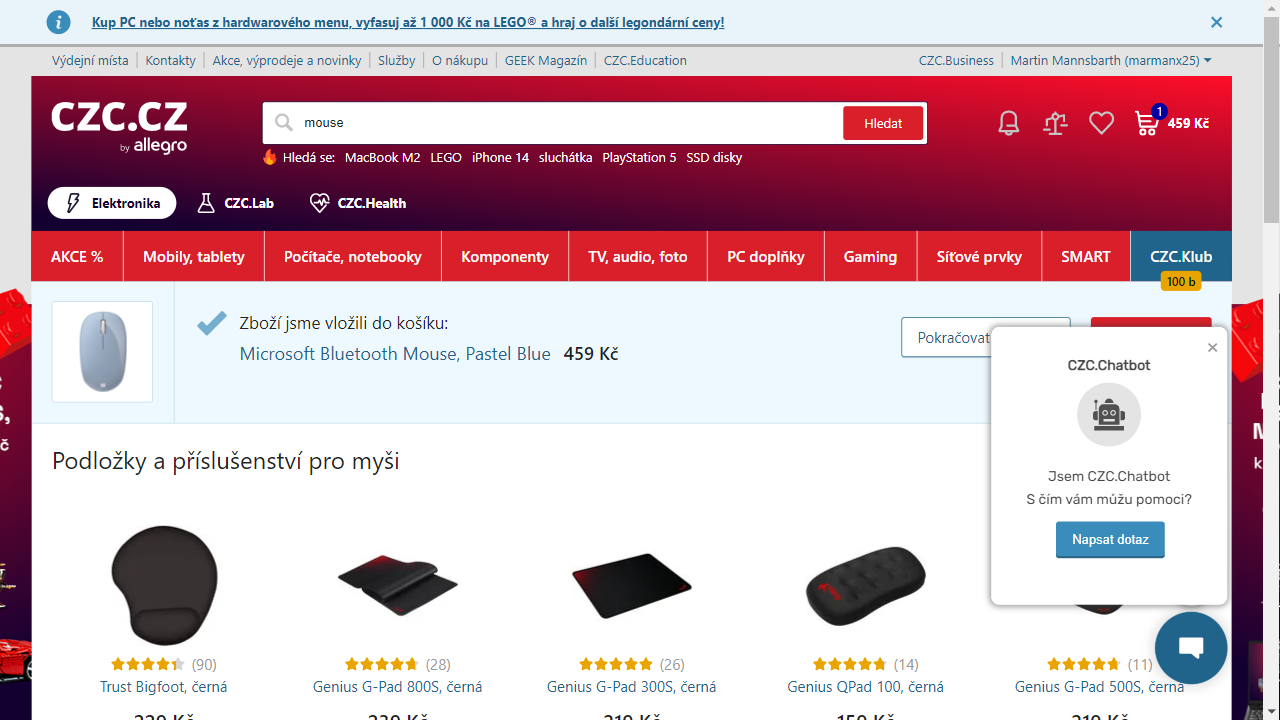 Kup PC nebo noťas z hardwarového menu, vyfasuj až 1 000 Kč na LEGO® a hraj o další legondární ceny!
Výdejní místa
Kontakty
Akce, výprodeje a novinky
Služby
O nákupu
GEEK Magazín
CZC.Education
CZC.Business
Martin Mannsbarth (marmanx25)
CZC.CZ
by allegro
mouse
Hledat
1
459 Kč
Hledá se:
MacBook M2
LEGO
iPhone 14
sluchátka
PlayStation 5
SSD disky
Elektronika
CZC.Lab
CZC.Health
AKCE %
Mobily, tablety
Počítače, notebooky
Komponenty
TV, audio, foto
PC doplňky
Gaming
Síťové prvky
SMART
CZC.Klub
100 b
Zboží jsme vložili do košíku:
Microsoft Bluetooth Mouse, Pastel Blue 459 Kč
Pokračovat
CZC.Chatbot
Jsem CZC.Chatbot
S čím vám můžu pomoci?
Napsat dotaz
Podložky a příslušenství pro myši
(90)
(28)
(26)
(14)
(11)
Trust Bigfoot, černá
Genius G-Pad 800S, černá
Genius G-Pad 300S, černá
Genius QPad 100, černá
Genius G-Pad 500S, černá